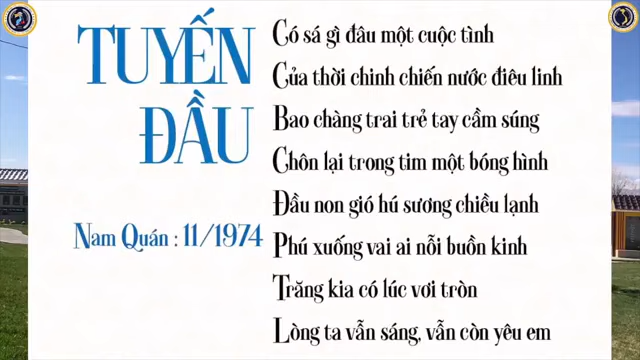 TUYẾN
ĐẦU
Nam Quán : 11/1974
Có sá gì đâu một cuộc tình
Của thời chinh chiến nước điêu linh
Bao chàng trai trẻ tay cầm súng
Chôn lại trong tim một bóng hình
Đầu non gió hú sương chiều lạnh
Phú xuống vai ai nỗi buồn kinh
Trăng kia có lúc vơi tròn
Lòng ta vẫn sáng, vẫn còn yêu em